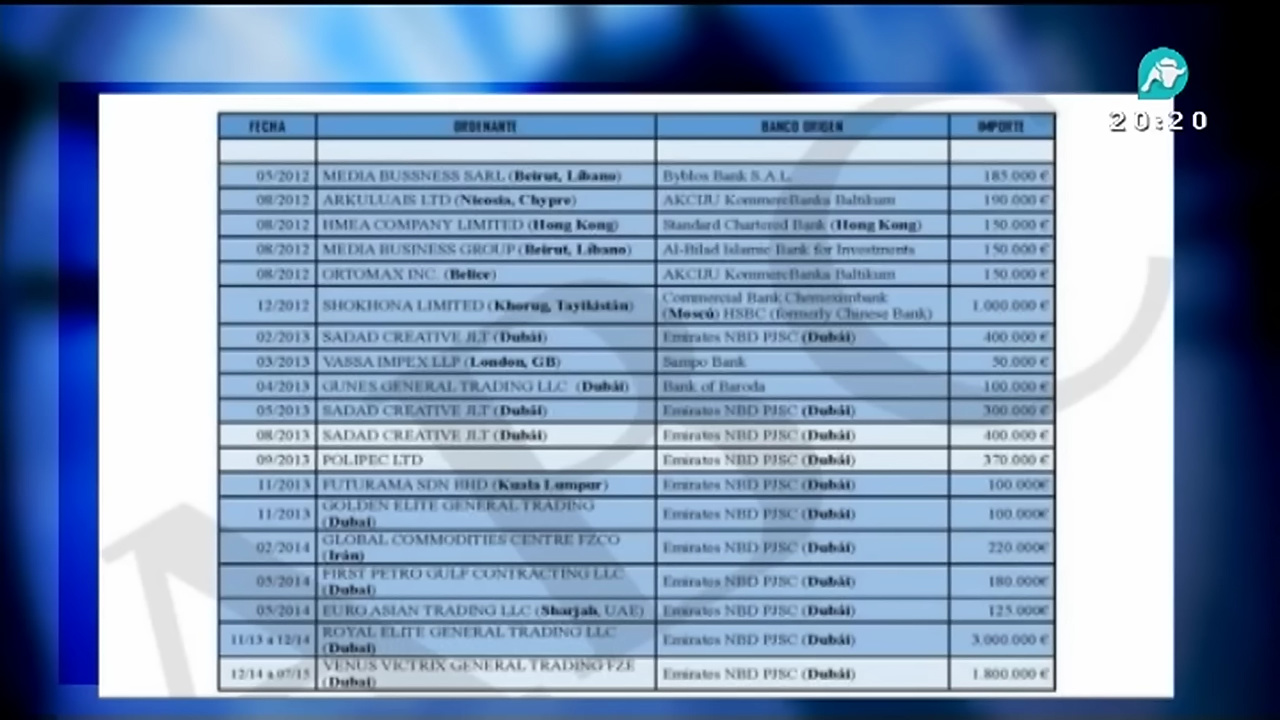 20:20
FECHA ORDENANTE BANCO ORIGEN IMPORTE
05/2012 MEDIA BUSSNESS SARL (Beirut, Líbano) Byblos Bank S.A.L. 185.000 €
08/2012 ARKULUAIS LTD (Nicosia, Chypre) AKCIJU KommercBanka Baltikum 190.000 €
08/2012 HMEA COMPANY LIMITED (Hong Kong) Standard Chartered Bank (Hong Kong) 150.000 €
08/2012 MEDIA BUSINESS GROUP (Beirut, Líbano) Al-Bilad Islamic Bank for Investments 150.000 €
08/2012 ORTOMAX INC. (Belice) AKCIJU KommercBanka Baltikum 150.000 €
12/2012 SHOKHONA LIMITED (Khorug, Tayikistán) Commercial Bank Chemeximbank
(Moscú) HSBC (formerly Chinese Bank) 1.000.000 €
02/2013 SADAD CREATIVE JLT (Dubái) Emirates NBD PJSC (Dubái) 400.000 €
03/2013 VASSA IMPEX LLP (London, GB) Sampo Bank 50.000 €
04/2013 GUNES GENERAL TRADING LLC (Dubái) Bank of Baroda 100.000 €
05/2013 SADAD CREATIVE JLT (Dubái) Emirates NBD PJSC (Dubái) 300.000 €
08/2013 SADAD CREATIVE JLT (Dubái) Emirates NBD PJSC (Dubái) 400.000 €
09/2013 POLIPEC LTD Emirates NBD PJSC (Dubái) 370.000 €
11/2013 FUTURAMA SDN BHD (Kuala Lumpur) Emirates NBD PJSC (Dubái) 100.000€
11/2013 GOLDEN ELITE GENERAL TRADING
(Dubai) Emirates NBD PJSC (Dubái) 100.000€
02/2014 GLOBAL COMMODITIES CENTRE FZCO
(Irán) Emirates NBD PJSC (Dubái) 220.000€
05/2014 FIRST PETRO GULF CONTRACTING LLC
(Dubai) Emirates NBD PJSC (Dubái) 180.000€
05/2014 EURO ASIAN TRADING LLC (Sharjah, UAE) Emirates NBD PJSC (Dubái) 125.000€
11/13 a 12/14 ROYAL ELITE GENERAL TRADING LLC
(Dubai) Emirates NBD PJSC (Dubái) 3.000.000 €
12/14 a 07/15 VENUS VICTRIX GENERAL TRADING FZE
(Dubai) Emirates NBD PJSC (Dubái) 1.800.000 €
ABC